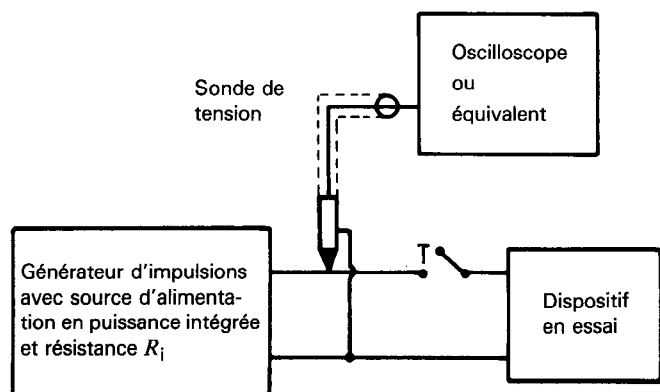 Oscilloscope
ou
équivalent
Sonde de
tension
T
Générateur d'impulsions
avec source d'alimenta-
tion en puissance intégrée
et résistance Ri
Dispositif
en essai